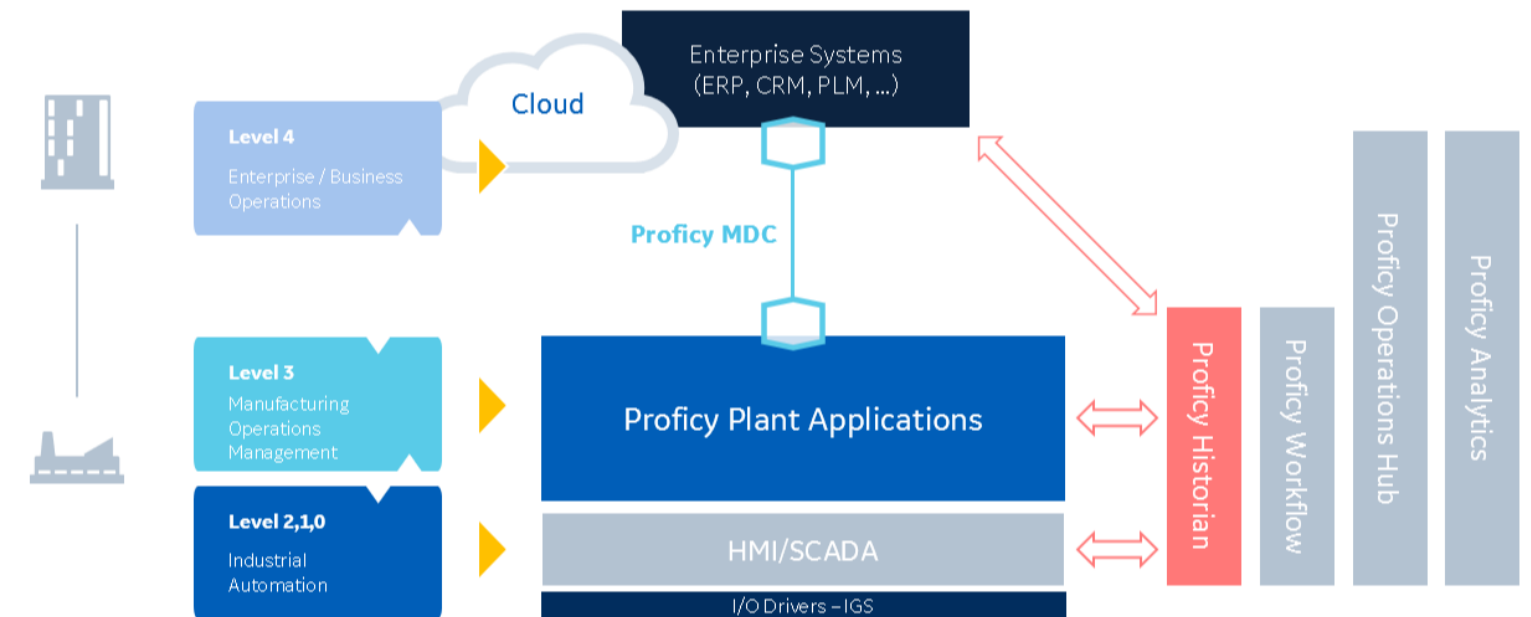 Enterprise Systems
(ERP, CRM, PLM, ...)
Cloud
Level 4
Enterprise / Business
Operations
Proficy MDC
Level 3
Manufacturing
Operations
Management
Proficy Plant Applications
Level 2,1,0
Industrial
Automation
HMI/SCADA
I/O Drivers – IGS
Proficy Historian
Proficy Workflow
Proficy Operations Hub
Proficy Analytics